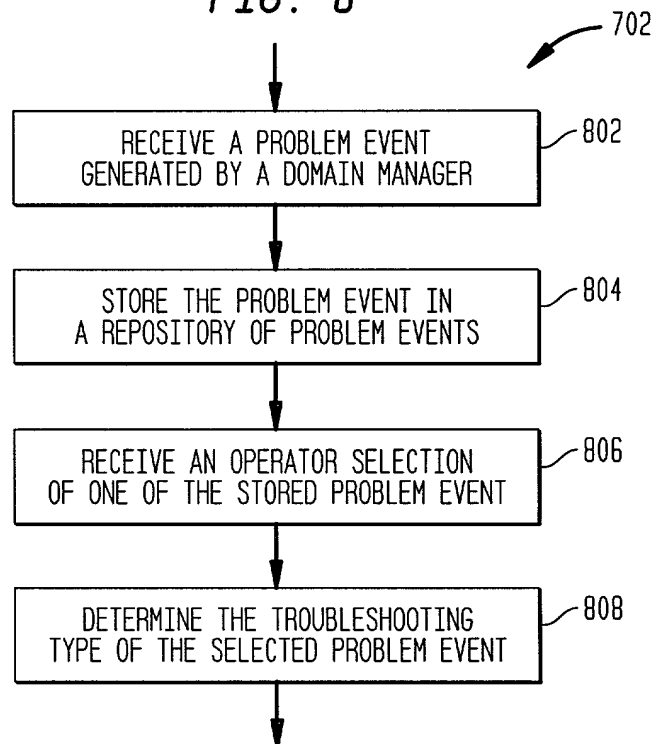 FIG. 8
702
RECEIVE A PROBLEM EVENT
GENERATED BY A DOMAIN MANAGER
802
STORE THE PROBLEM EVENT IN
A REPOSITORY OF PROBLEM EVENTS
804
RECEIVE AN OPERATOR SELECTION
OF ONE OF THE STORED PROBLEM EVENT
806
DETERMINE THE TROUBLESHOOTING
TYPE OF THE SELECTED PROBLEM EVENT
808